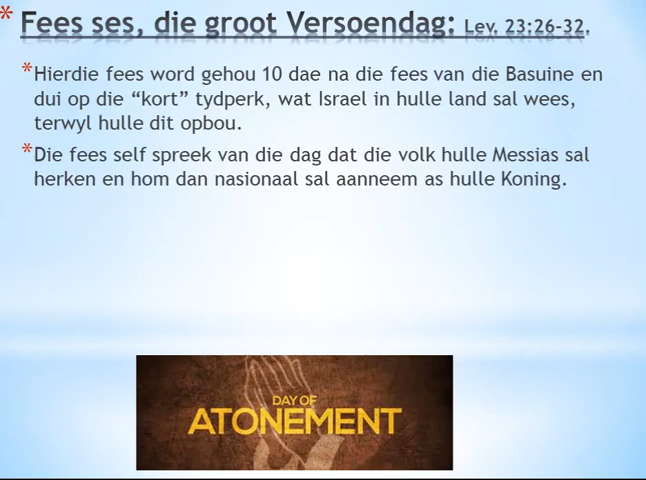 * Fees ses, die groot Versoendag: Lev. 23:26-32.
*Hierdie fees word gehou 10 dae na die fees van die Basuine en
dui op die “kort” tydperk, wat Israel in hulle land sal wees,
terwyl hulle dit opbou.
*Die fees self spreek van die dag dat die volk hulle Messias sal
herken en hom dan nasionaal sal aanneem as hulle Koning.
DAY OF
ATONEMENT